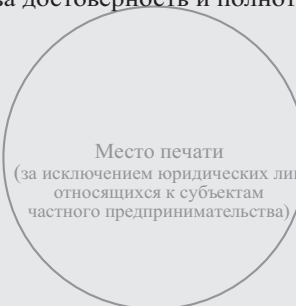 за достоверность и полнот
Место печати
(за исключением юридических ли
относящихся к субъектам
частного предпринимательства)